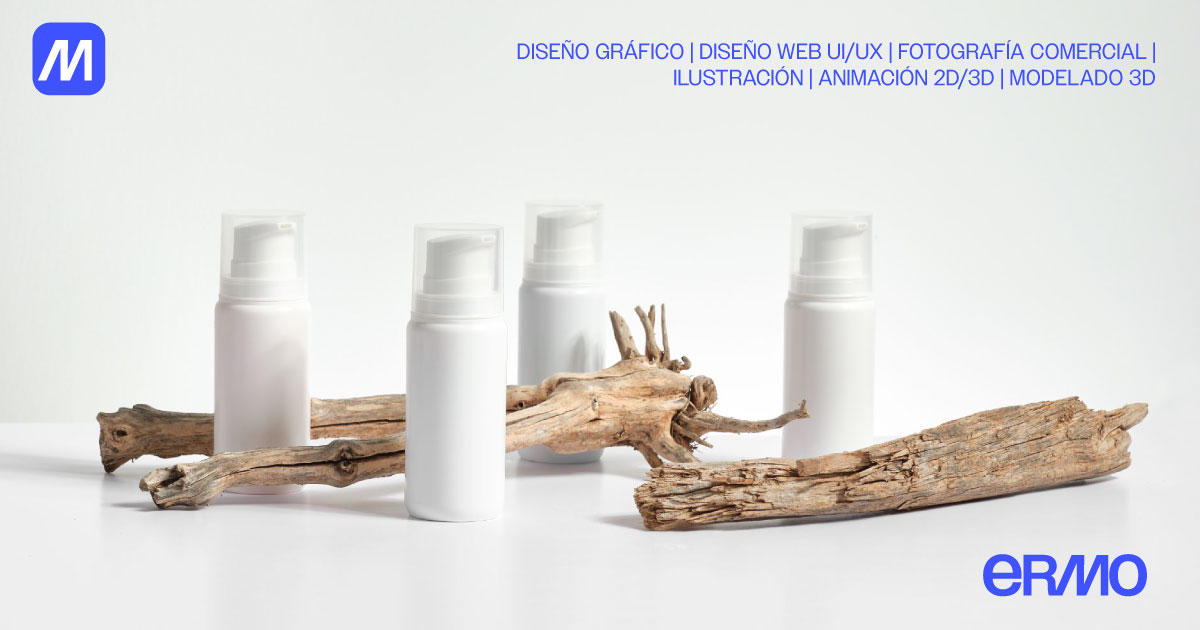 M
DISEÑO GRÁFICO | DISEÑO WEB UI/UX | FOTOGRAFÍA COMERCIAL |
ILUSTRACIÓN | ANIMACIÓN 2D/3D | MODELADO 3D
eRMO